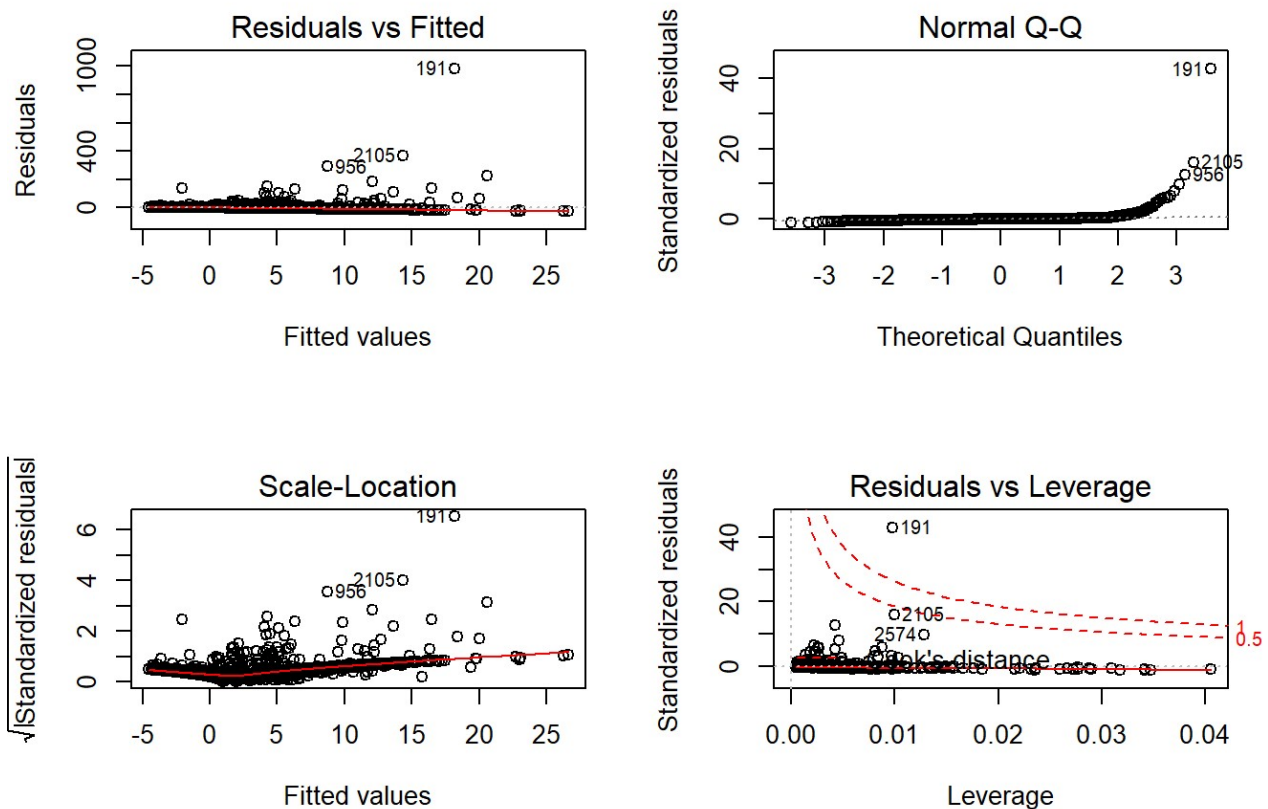 Residuals vs Fitted
Residuals
0 400 1000
191
2105
956
-5 0 5 10 15 20 25
Fitted values
Normal Q-Q
Standardized residuals
0 20 40
191
2105
956
-3 -2 -1 0 1 2 3
Theoretical Quantiles
Scale-Location
√|Standardized residuals|
0 2 4 6
191
2105
956
-5 0 5 10 15 20 25
Fitted values
Residuals vs Leverage
Standardized residuals
0 20 40
191
2105
2574
Cook's distance
1
0.5
0.00 0.01 0.02 0.03 0.04
Leverage